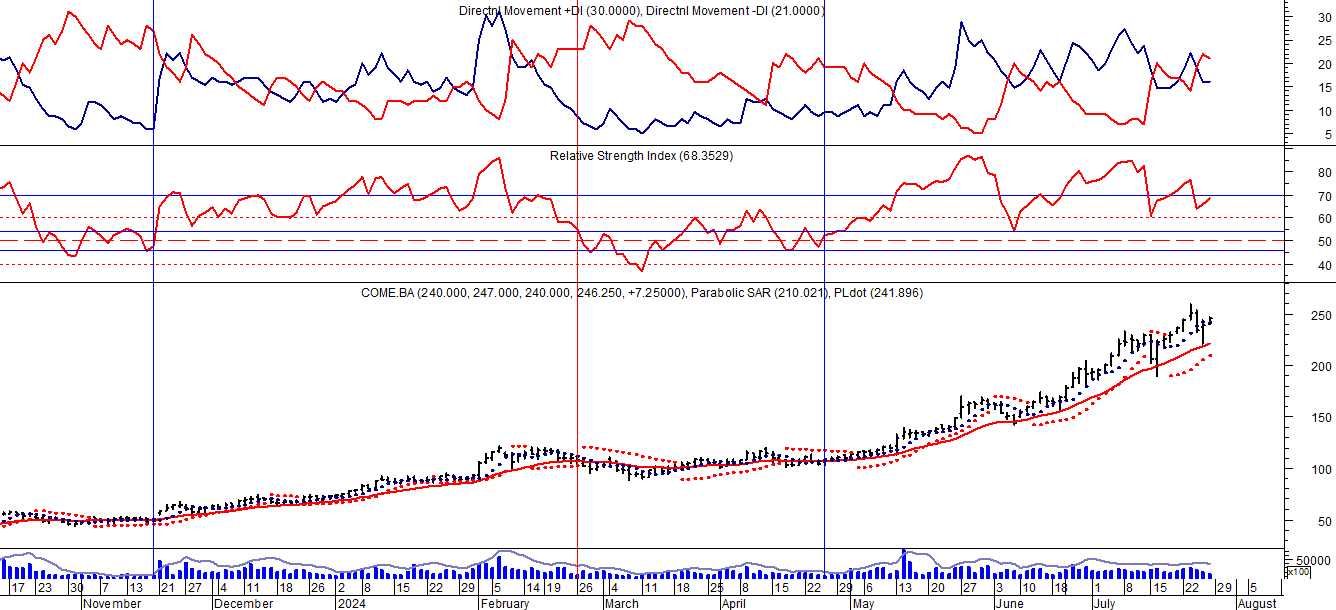 Directnl Movement +DI (30.0000), Directnl Movement -DI (21.0000)
30
25
20
15
10
5
Relative Strength Index (68.3529)
80
70
60
50
40
COME.BA (240.000, 247.000, 240.000, 246.250, +7.25000), Parabolic SAR (210.021), PLdot (241.896)
250
200
150
100
50
50000
x100
17 23 30 7 13 21 27 4 11 18 26 2 8 15 22 29 5 14 19 26 4 11 18 25 8 15 22 29 6 13 20 27 3 10 18 1 8 15 22 29 5
November December 2024 February March April May June July August